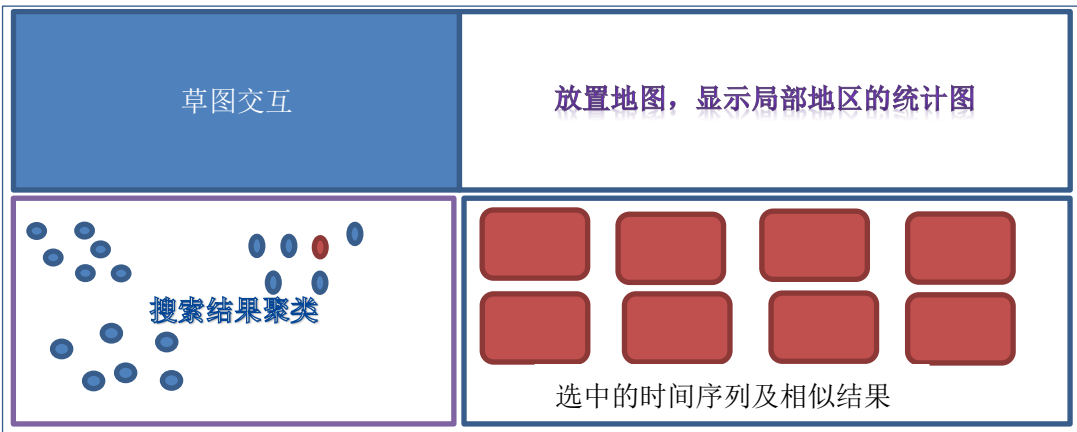 草图交互
放置地图，显示局部地区的统计图
搜索结果聚类
选中的时间序列及相似结果